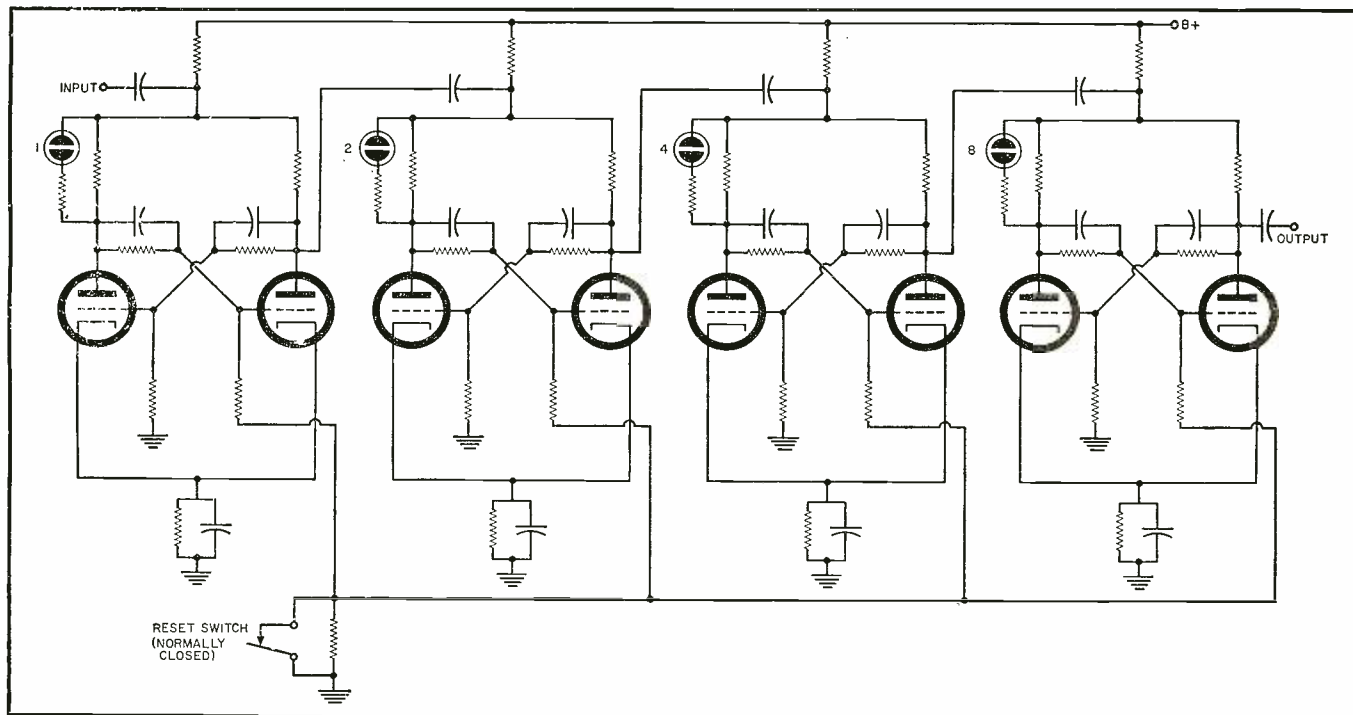 B+
INPUT
1
2
4
8
OUTPUT
RESET SWITCH
(NORMALLY
CLOSED)